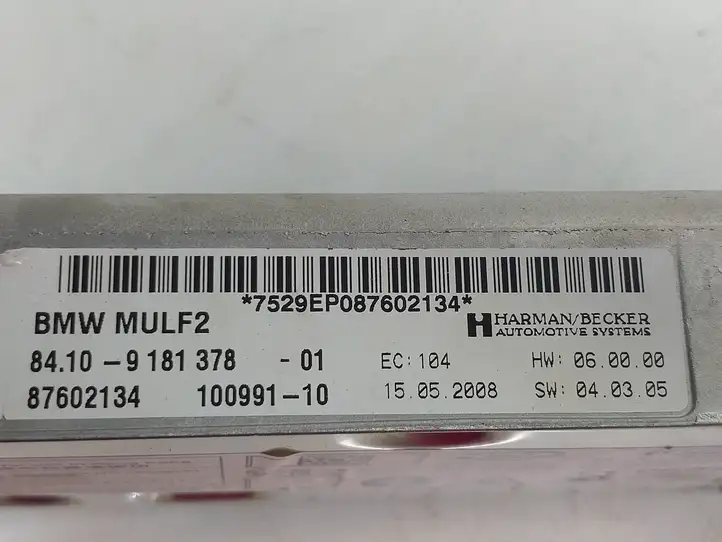 *7529EP087602134*
BMW MULF2
HARMAN/BECKER
AUTOMOTIVE SYSTEMS
84.10 - 9 181 378 - 01 EC: 104 HW: 06.00.00
87602134 100991-10 15.05.2008 SW: 04.03.05